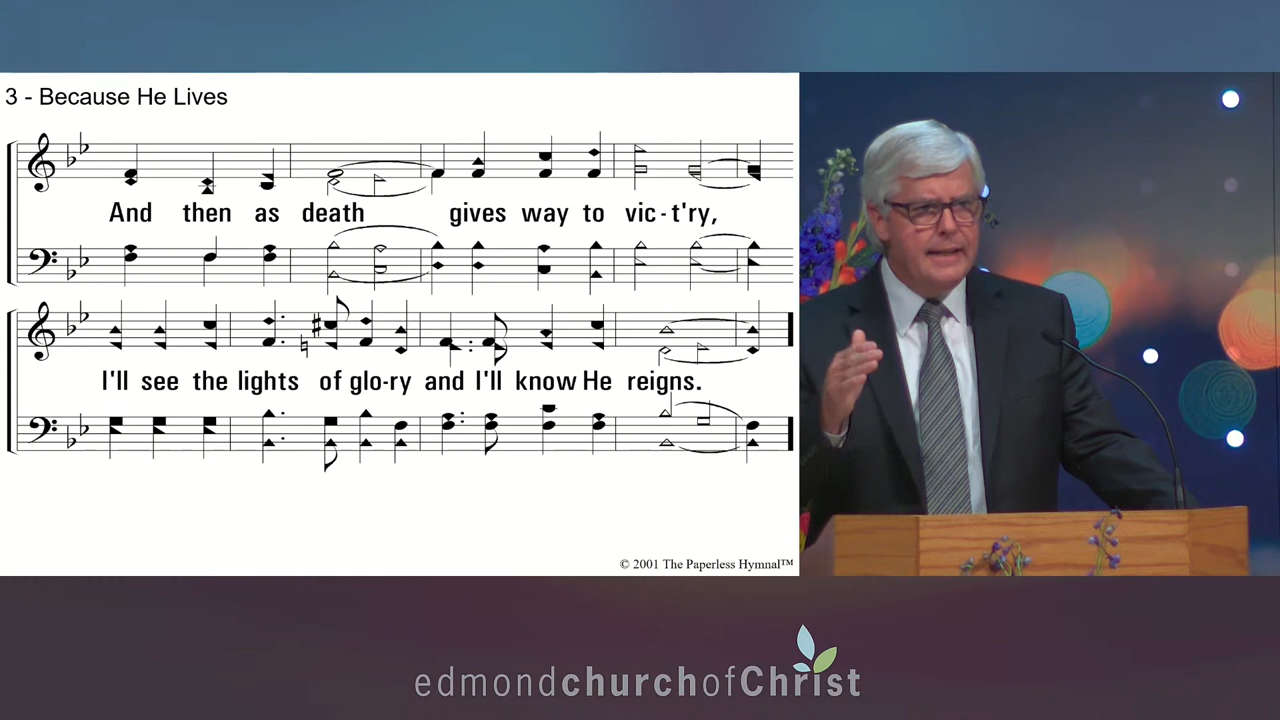 3 - Because He Lives
And then as death gives way to vic-t'ry,
I'll see the lights of glo-ry and I'll know He reigns.
© 2001 The Paperless Hymnal™
edmondchurchofChrist